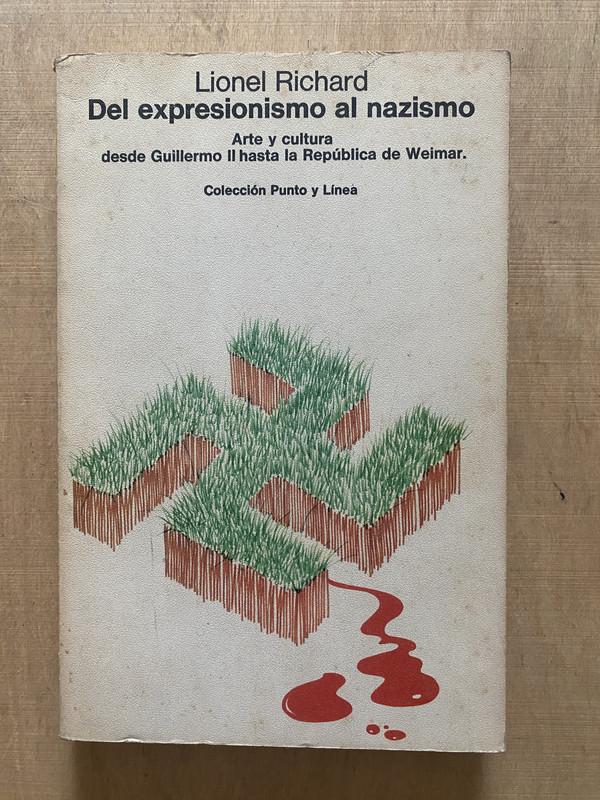 Lionel Richard
Del expresionismo al nazismo
Arte y cultura
desde Guillermo II hasta la República de Weimar.
Colección Punto y Línea